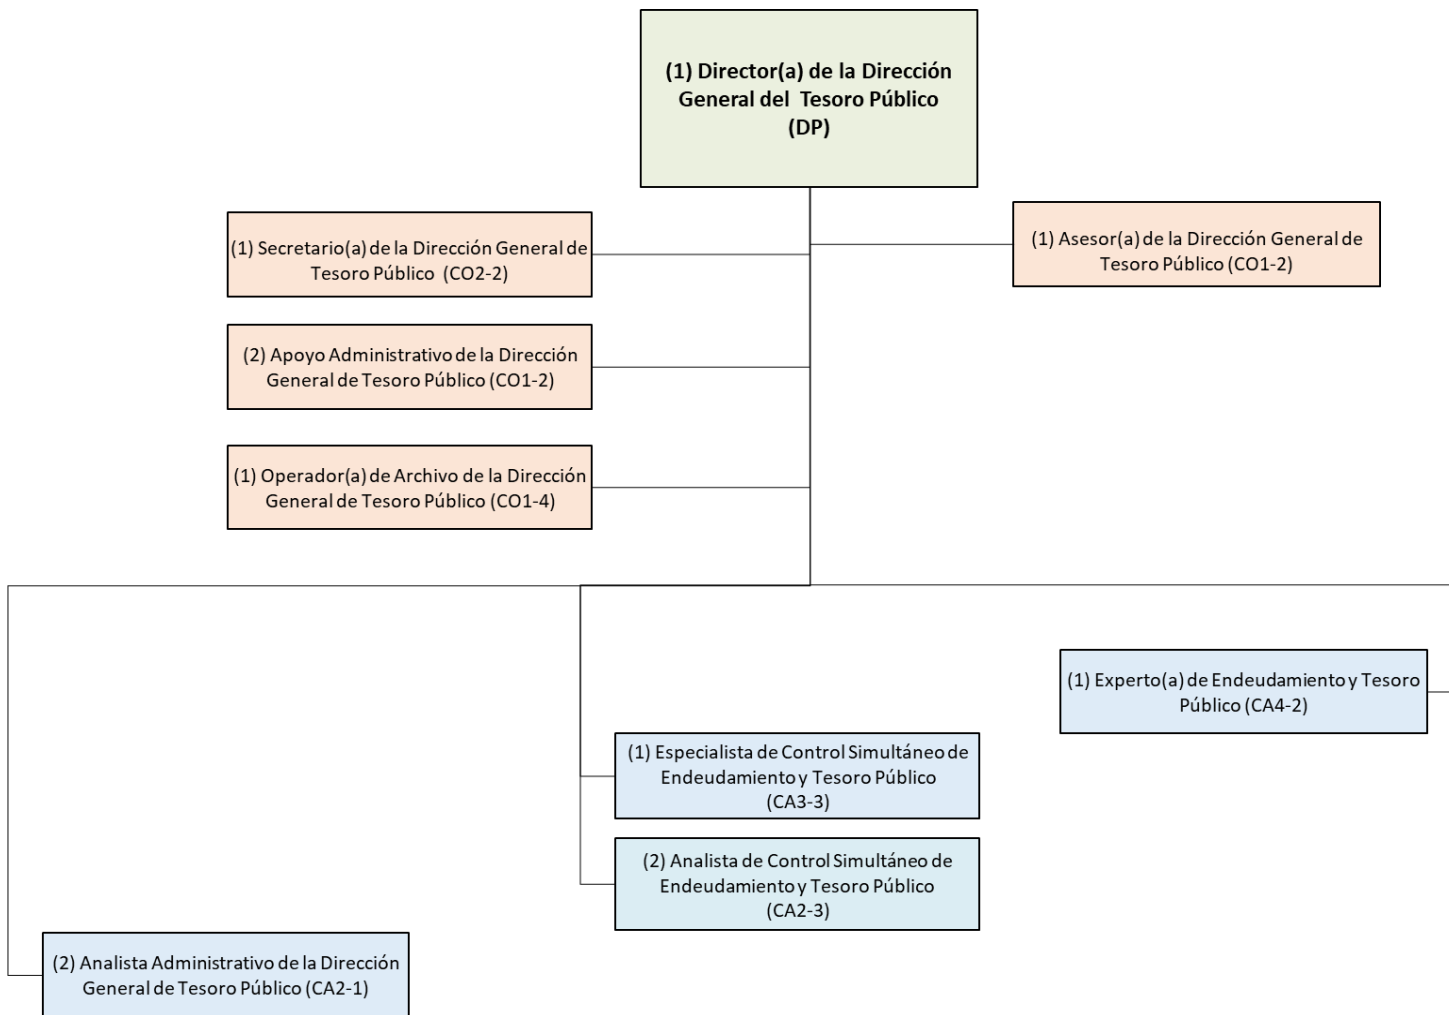 (1) Director(a) de la Dirección
General del Tesoro Público
(DP)
(1) Secretario(a) de la Dirección General de
Tesoro Público (CO2-2)
(1) Asesor(a) de la Dirección General de
Tesoro Público (CO1-2)
(2) Apoyo Administrativo de la Dirección
General de Tesoro Público (CO1-2)
(1) Operador(a) de Archivo de la Dirección
General de Tesoro Público (CO1-4)
(1) Experto(a) de Endeudamiento y Tesoro
Público (CA4-2)
(1) Especialista de Control Simultáneo de
Endeudamiento y Tesoro Público
(CA3-3)
(2) Analista de Control Simultáneo de
Endeudamiento y Tesoro Público
(CA2-3)
(2) Analista Administrativo de la Dirección
General de Tesoro Público (CA2-1)